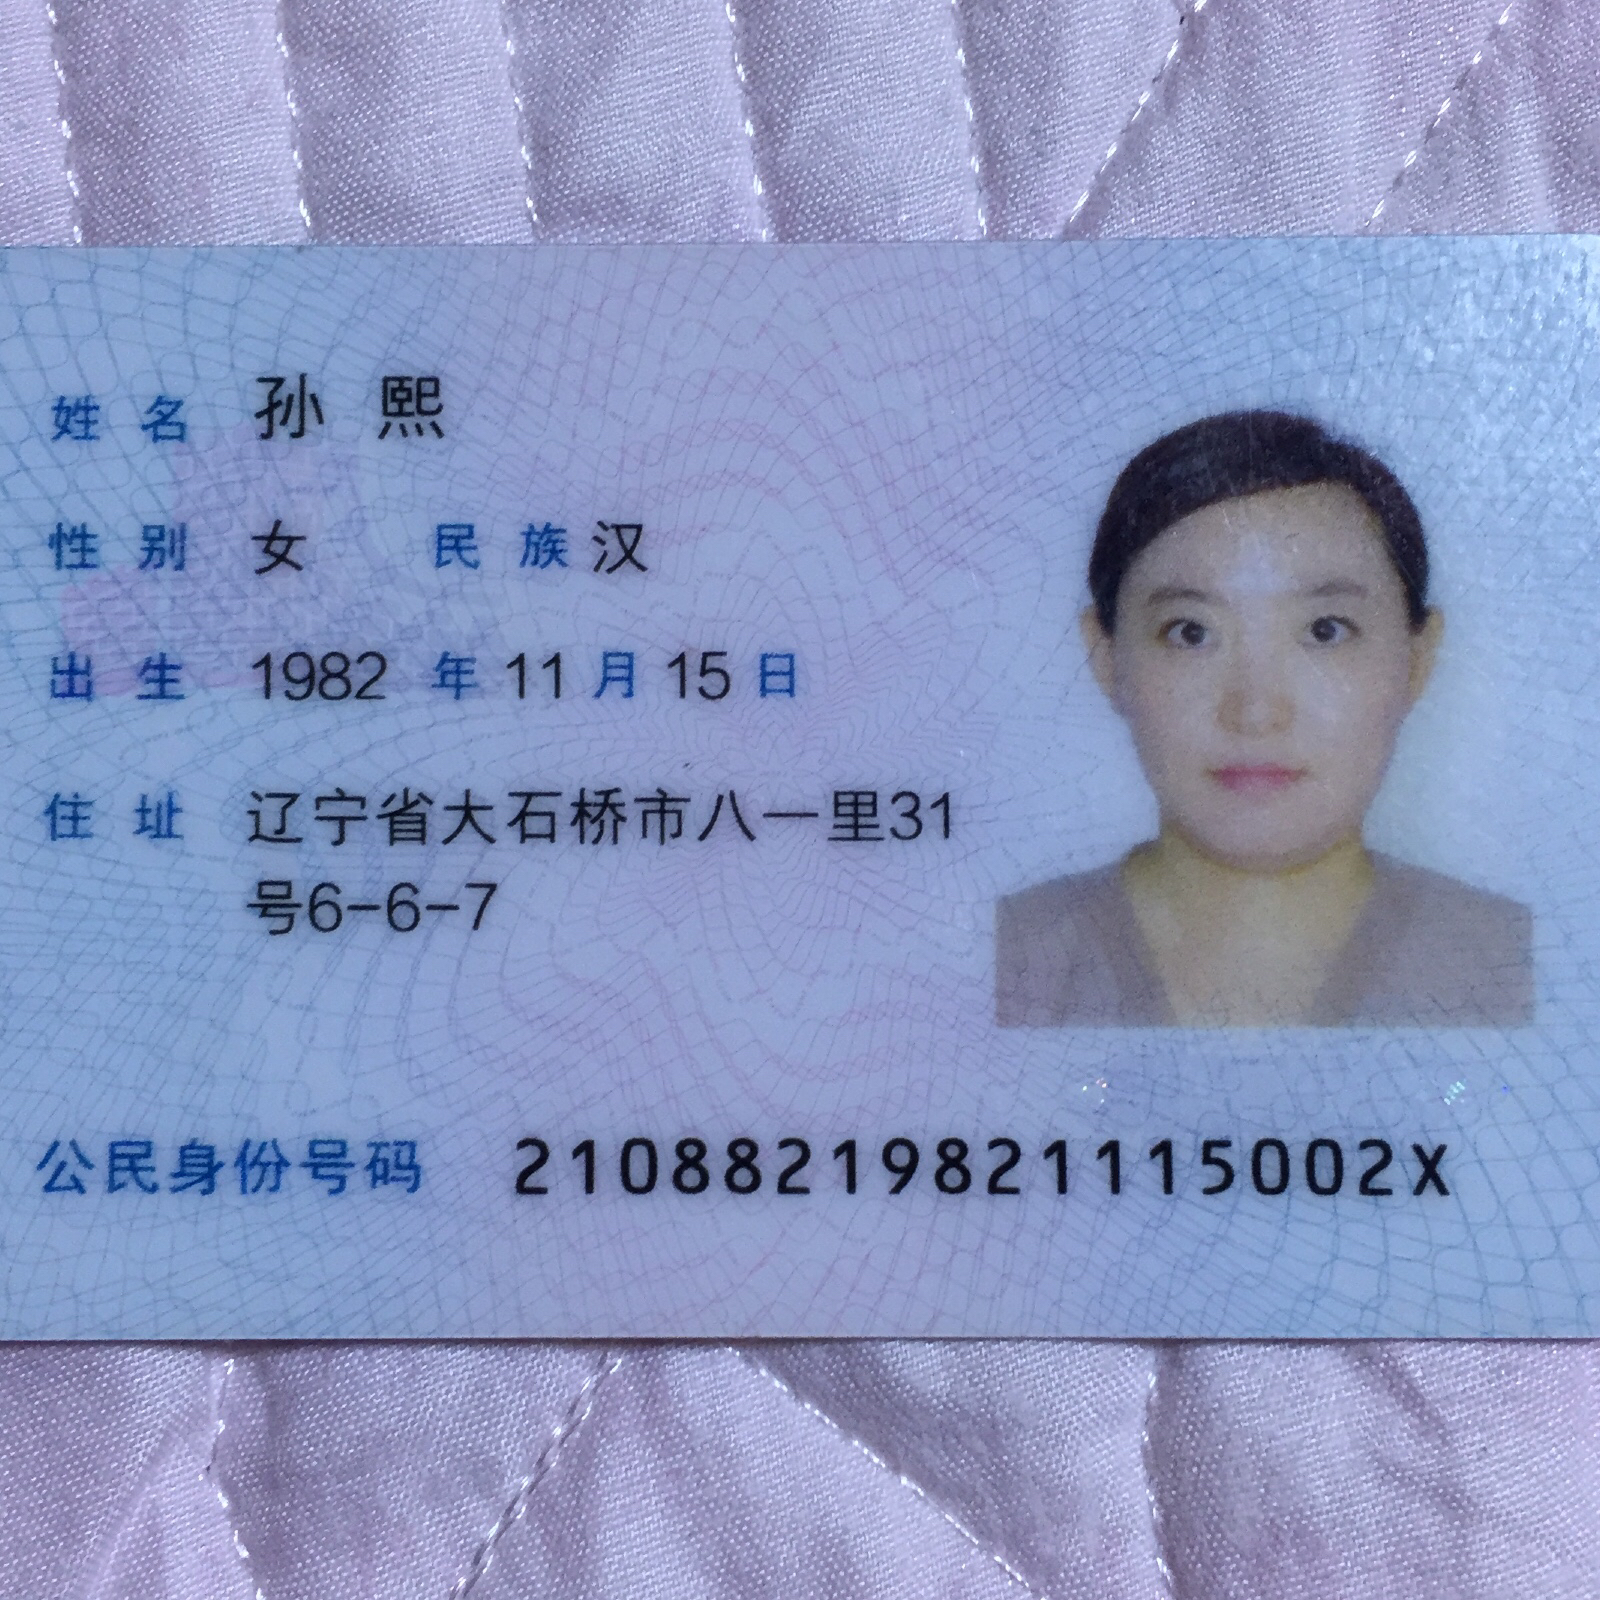 姓名 孙熙
性别 女 民族 汉
出生 1982 年 11 月 15 日
住址 辽宁省大石桥市八一里31
号6-6-7
公民身份号码 21088219821115002X